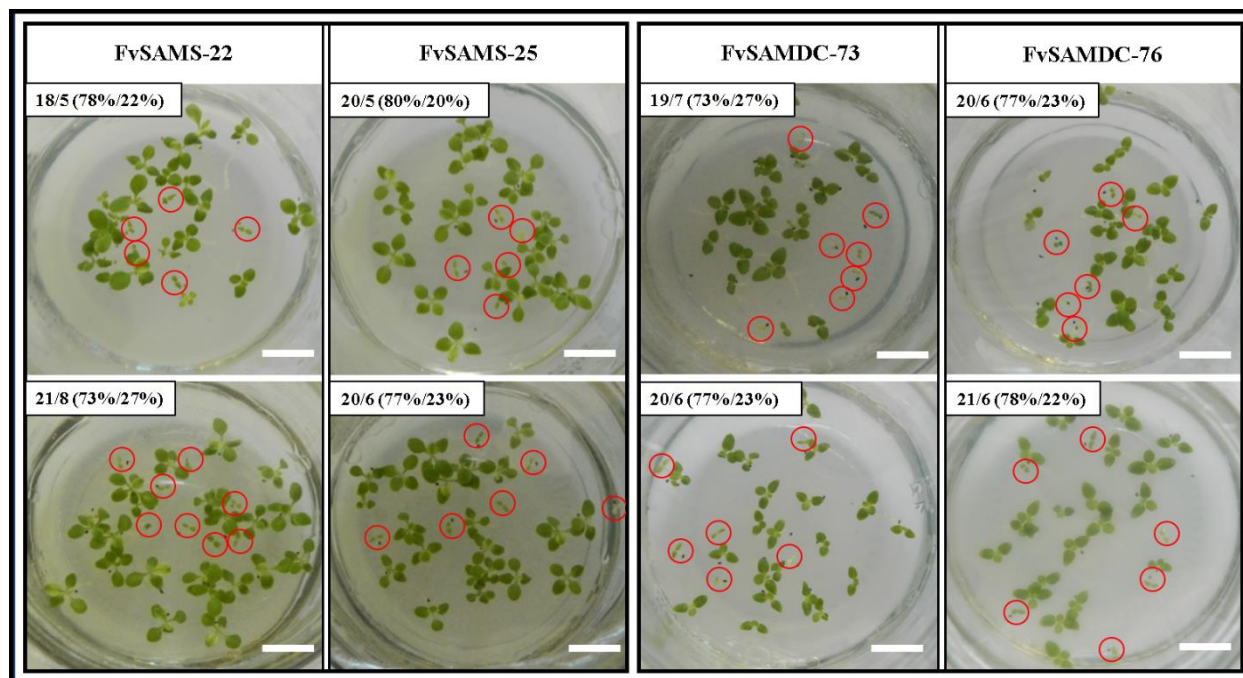 FvSAMS-22
FvSAMS-25
FvSAMDC-73
FvSAMDC-76
18/5 (78%/22%)
20/5 (80%/20%)
19/7 (73%/27%)
20/6 (77%/23%)
21/8 (73%/27%)
20/6 (77%/23%)
20/6 (77%/23%)
21/6 (78%/22%)